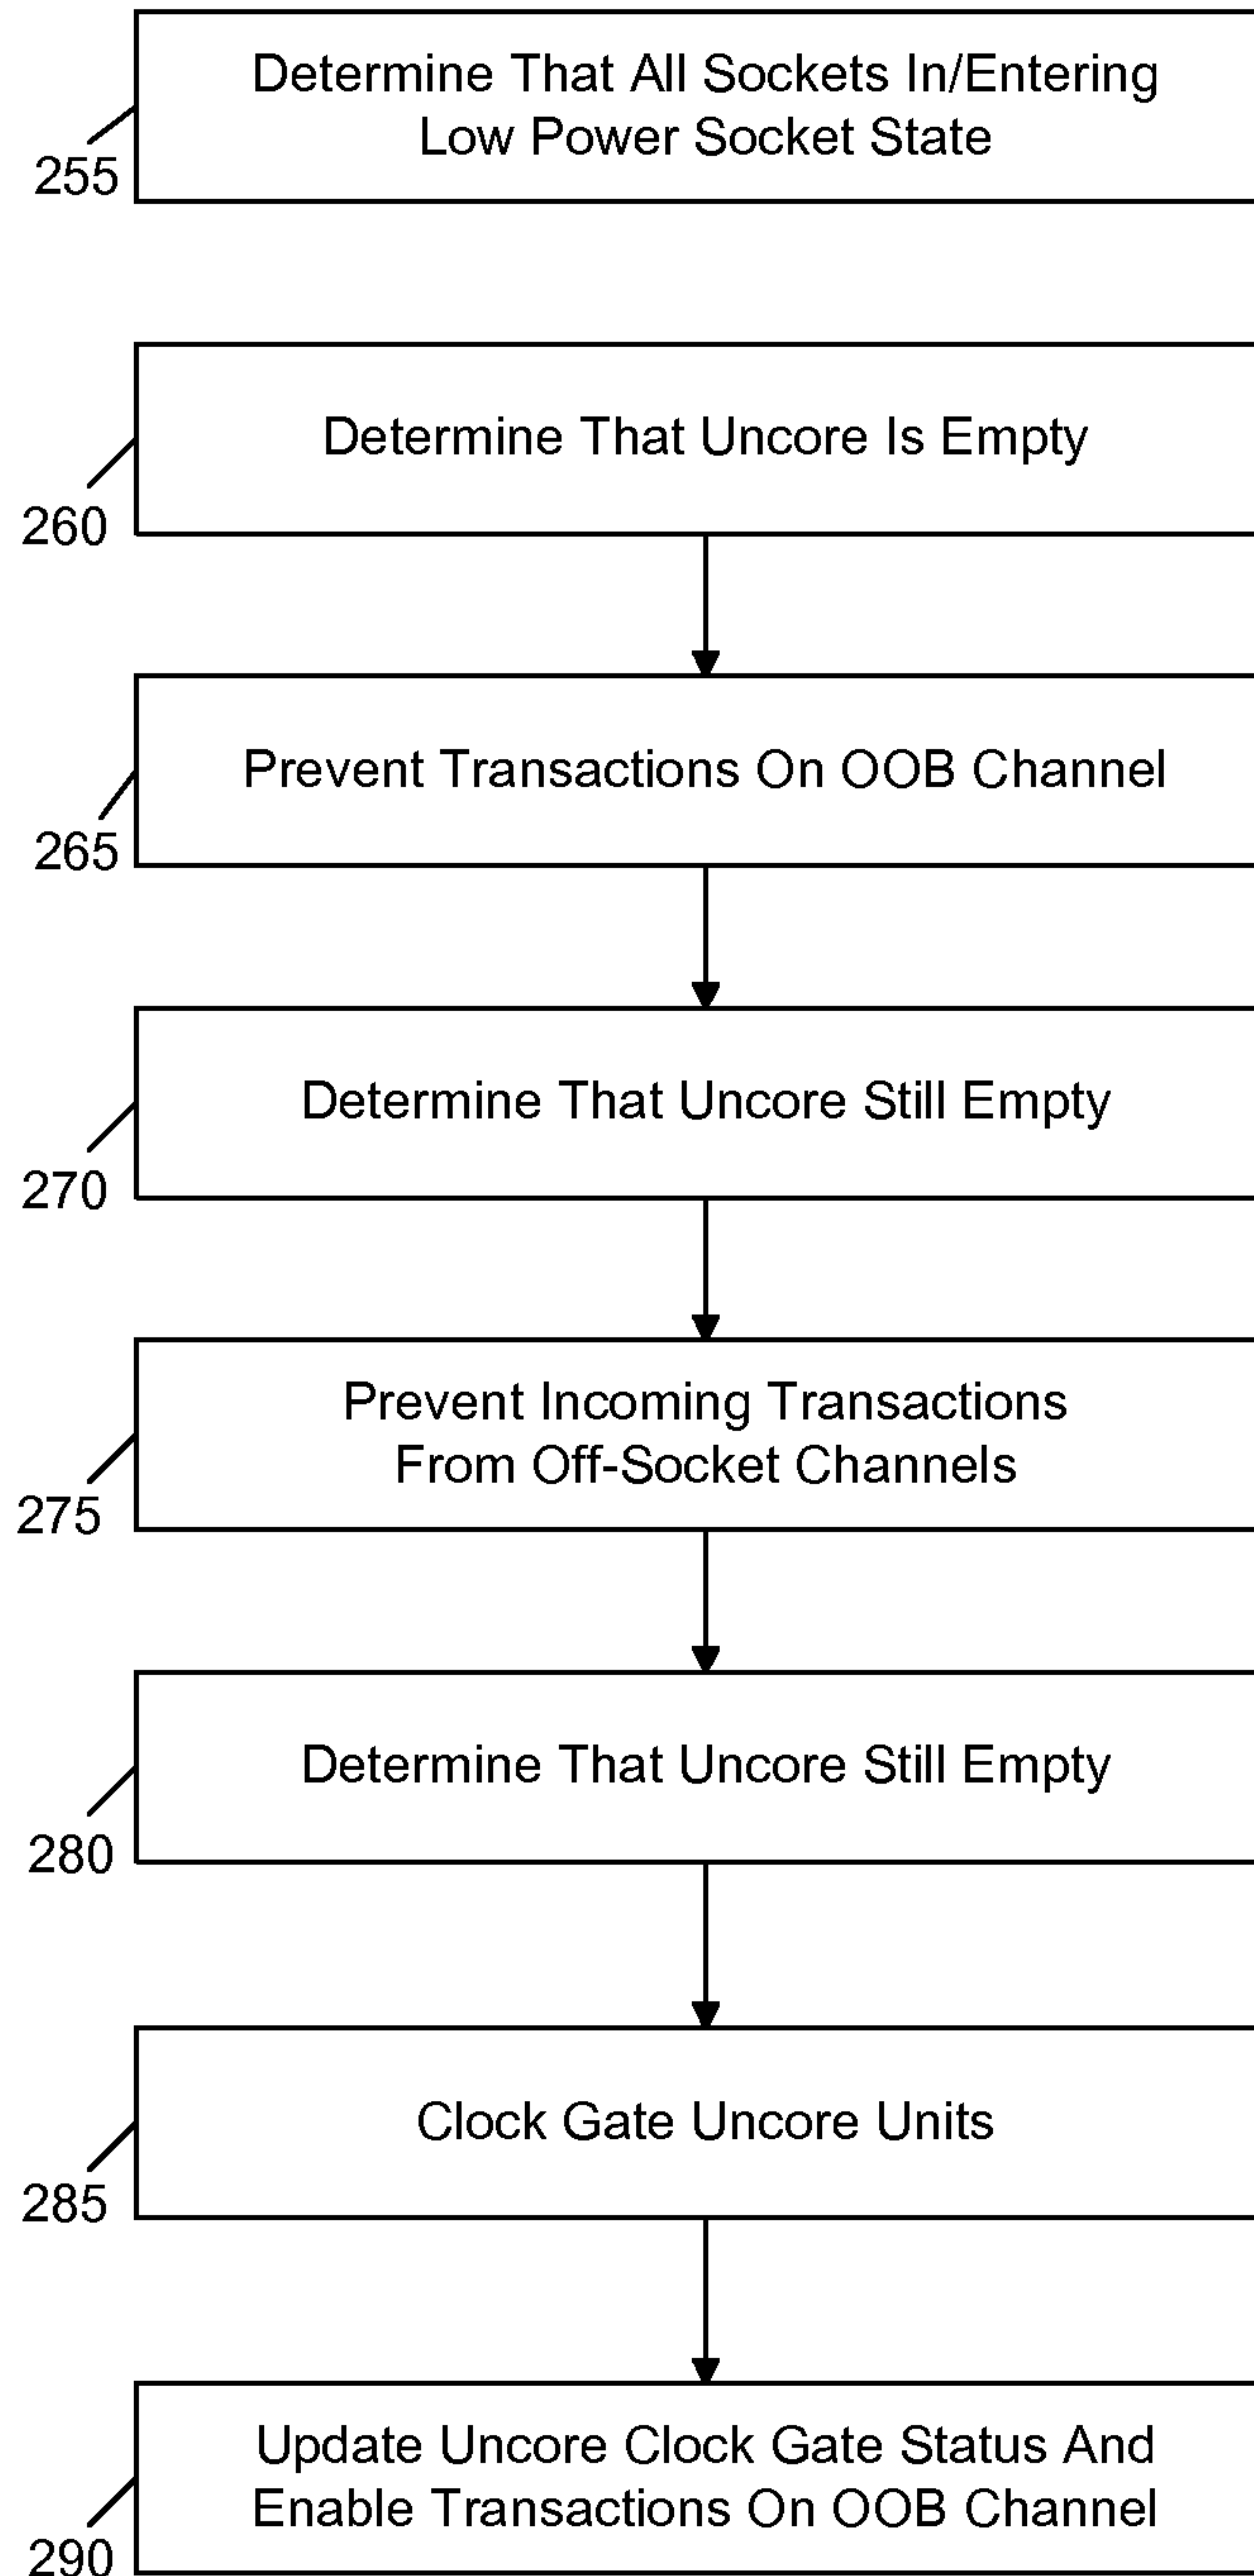 Determine That All Sockets In/Entering
Low Power Socket State
255
Determine That Uncore Is Empty
260
Prevent Transactions On OOB Channel
265
Determine That Uncore Still Empty
270
Prevent Incoming Transactions
From Off-Socket Channels
275
Determine That Uncore Still Empty
280
Clock Gate Uncore Units
285
Update Uncore Clock Gate Status And
Enable Transactions On OOB Channel
290